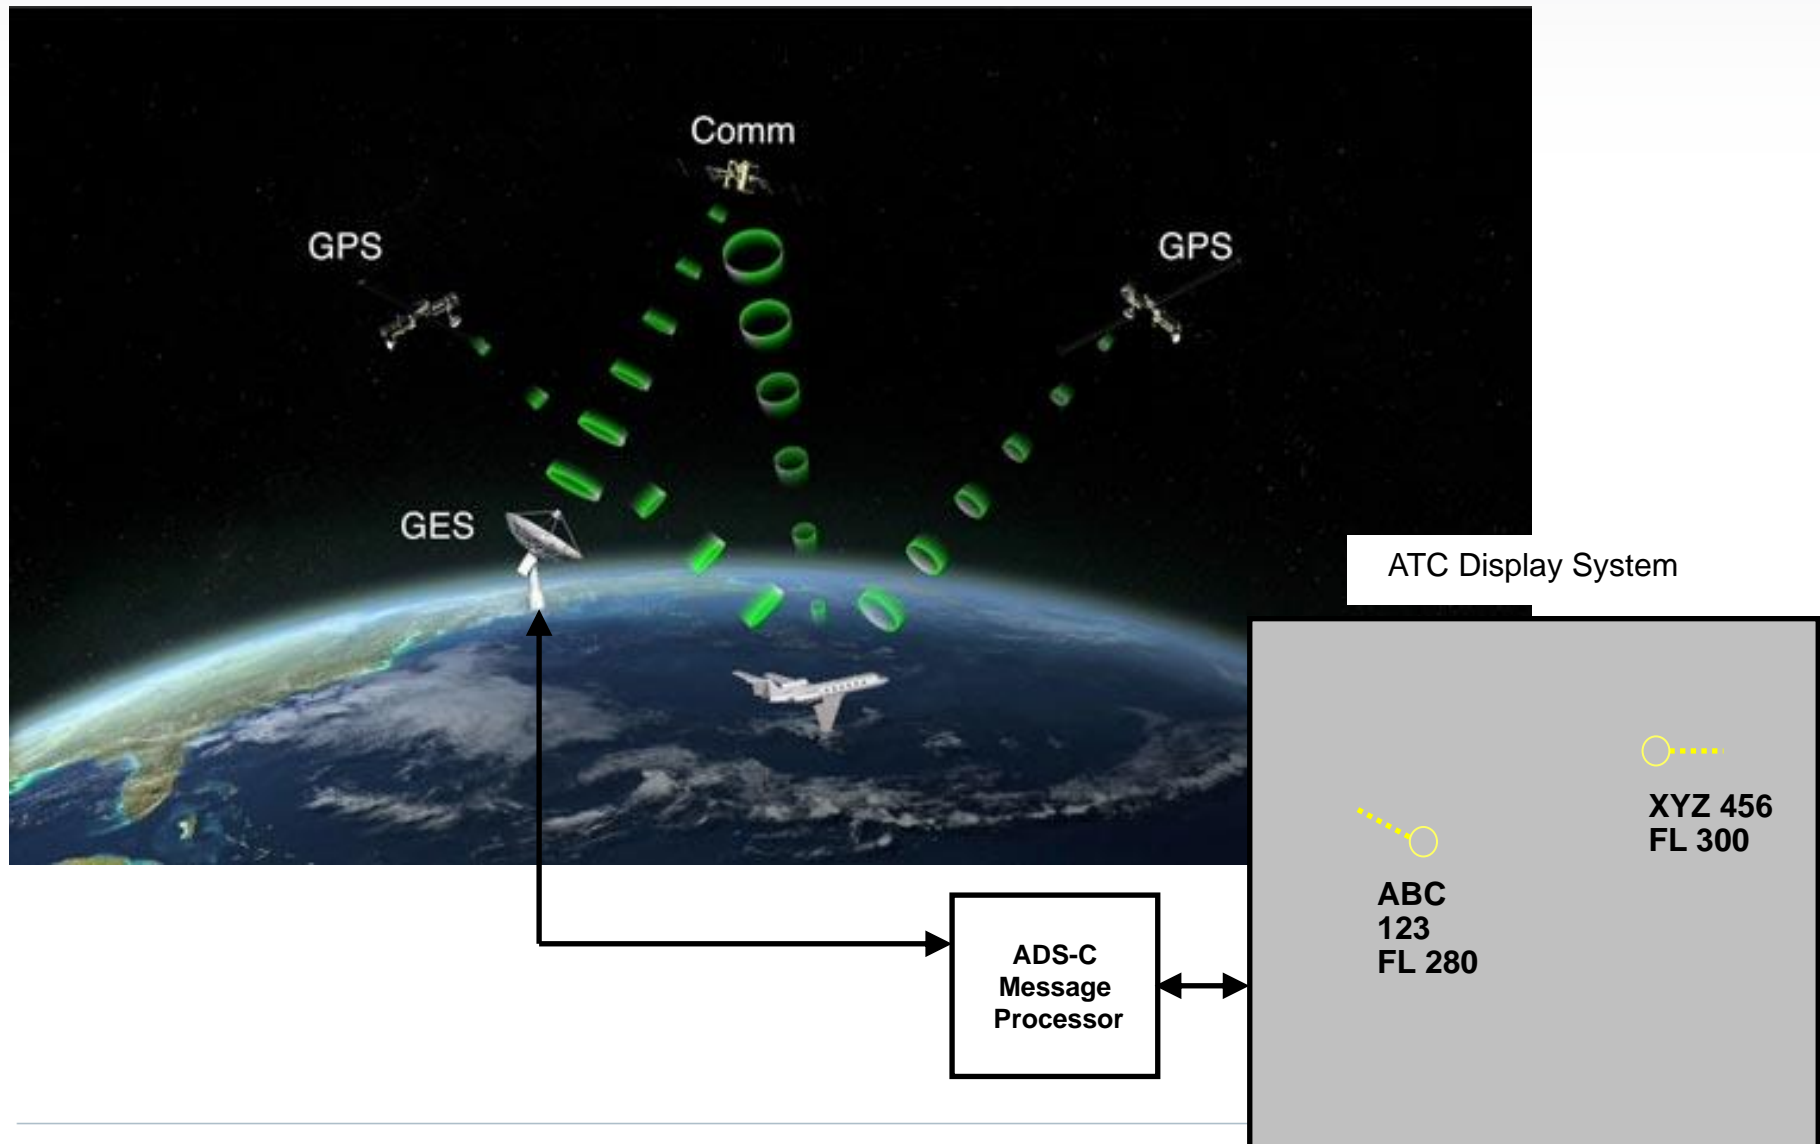 Comm
GPS
GPS
GES
ATC Display System
XYZ 456
FL 300
ABC
123
FL 280
ADS-C
Message
Processor